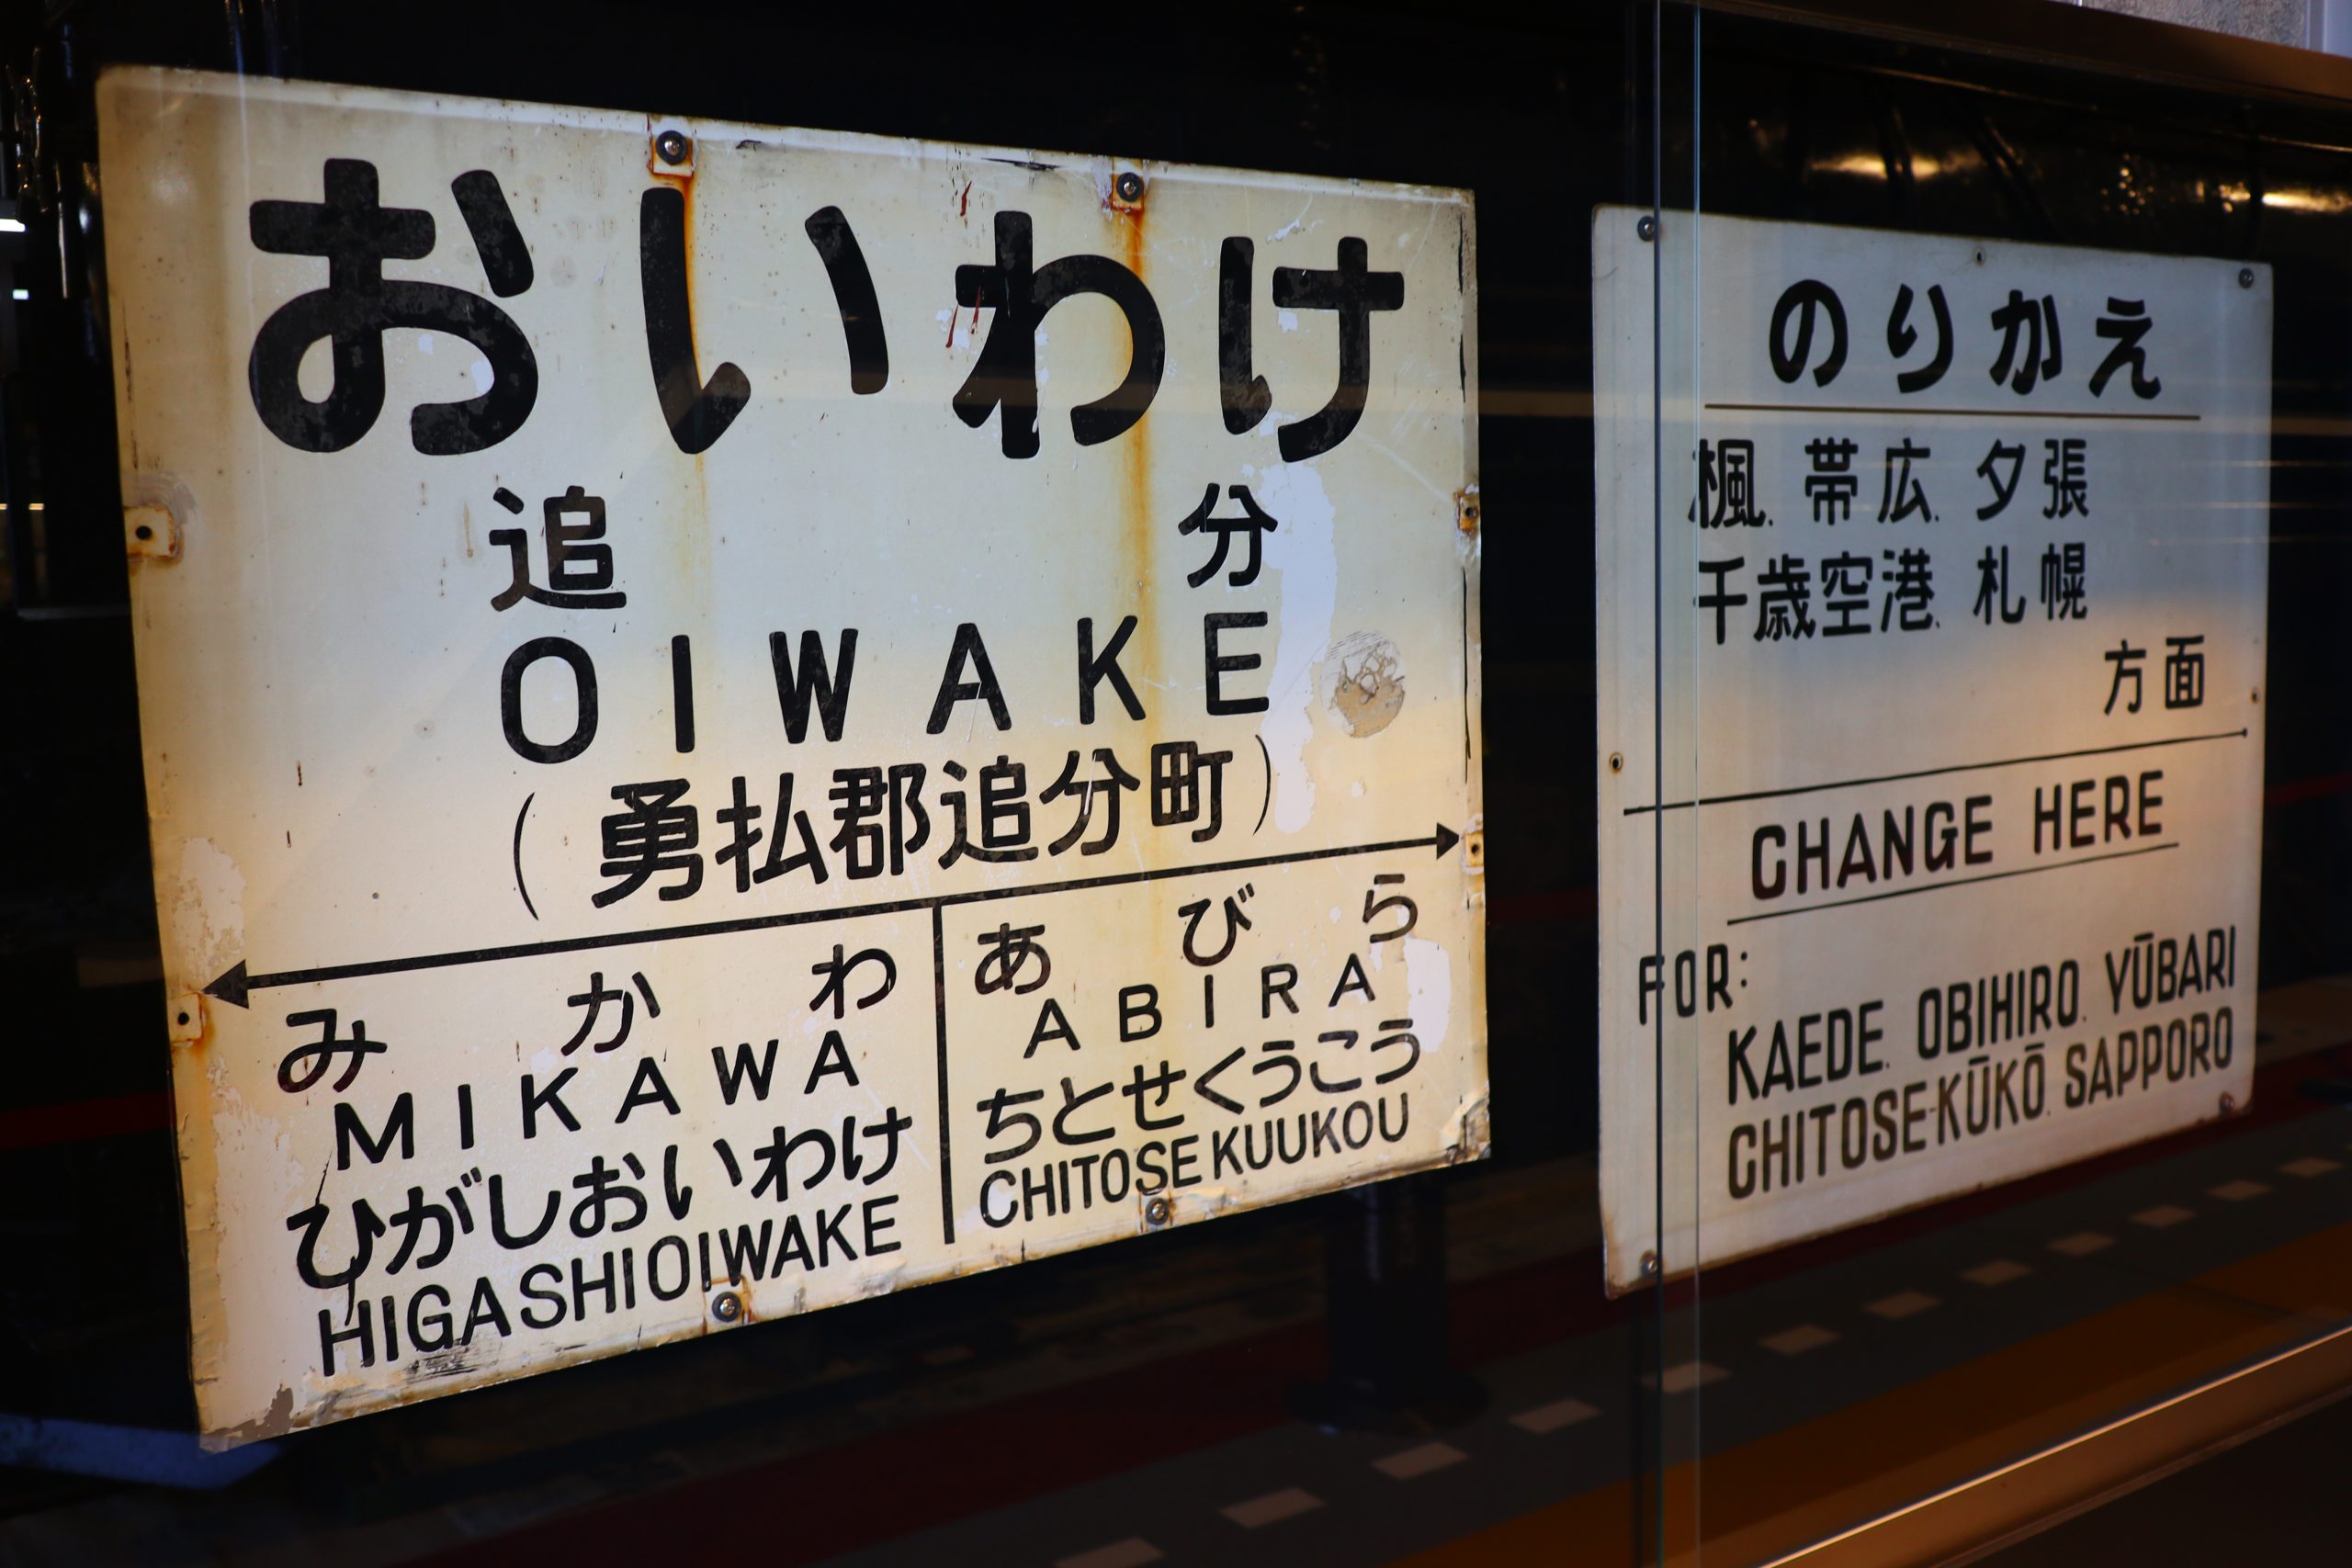 おいわけ
追分
OIWAKE
(勇払郡追分町)
みかわ
MIKAWA
ひがしおいわけ
HIGASHIOIWAKE
あびら
ABIRA
ちとせくうこう
CHITOSE KUUKOU
のりかえ
楓. 帯広. 夕張
千歳空港. 札幌
方面
CHANGE HERE
FOR:
KAEDE. OBIHIRO. YŪBARI
CHITOSE-KŪKŌ. SAPPORO